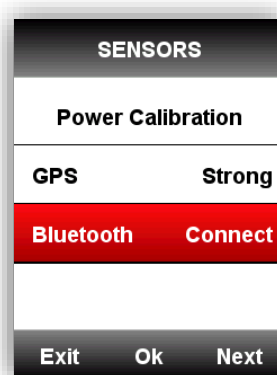 SENSORS
Power Calibration
GPS Strong
Bluetooth Connect
Exit Ok Next